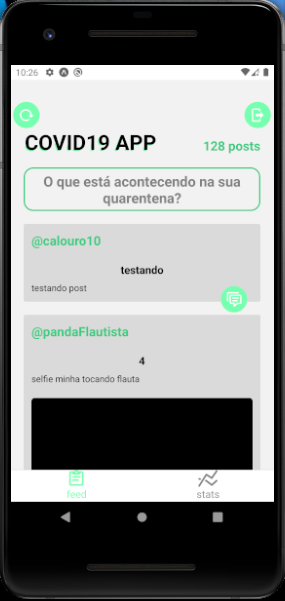 10:26
COVID19 APP
128 posts
O que está acontecendo na sua
quarentena?
@calouro10
testando
testando post
@pandaFlautista
4
selfie minha tocando flauta
feed
stats